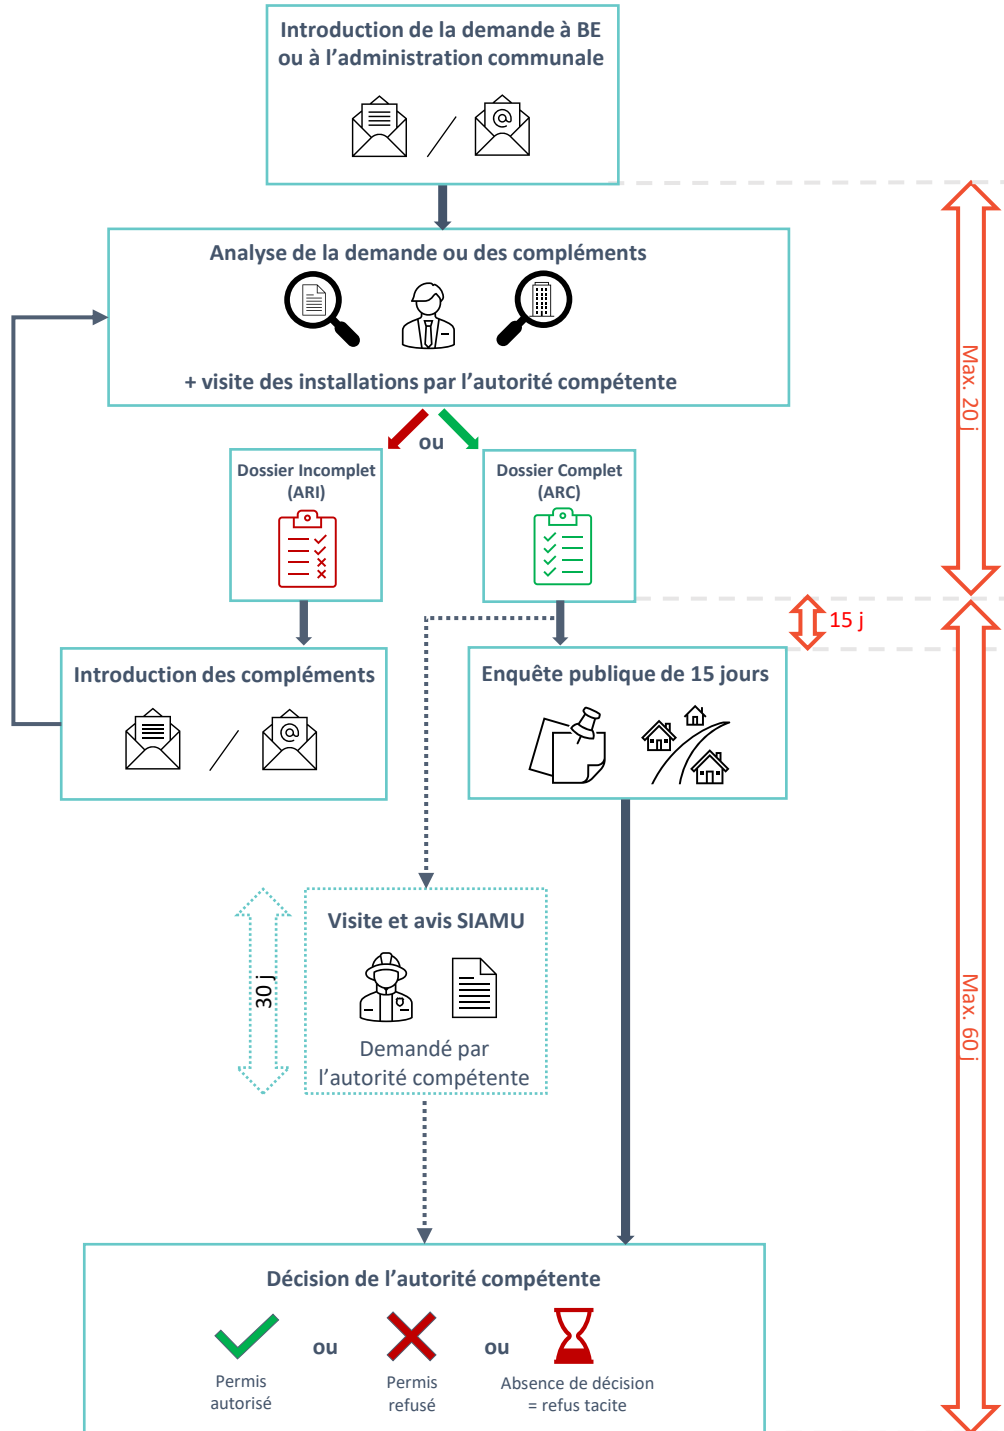 Introduction de la demande à BE
ou à l'administration communale
@
Analyse de la demande ou des compléments
+ visite des installations par l'autorité compétente
Max. 20 j
ou
Dossier Incomplet
(ARI)
Dossier Complet
(ARC)
15 j
Introduction des compléments
@
Enquête publique de 15 jours
30 j
Visite et avis SIAMU
Demandé par
l'autorité compétente
Max. 60 j
Décision de l'autorité compétente
ou
ou
Permis
autorisé
Permis
refusé
Absence de décision
= refus tacite